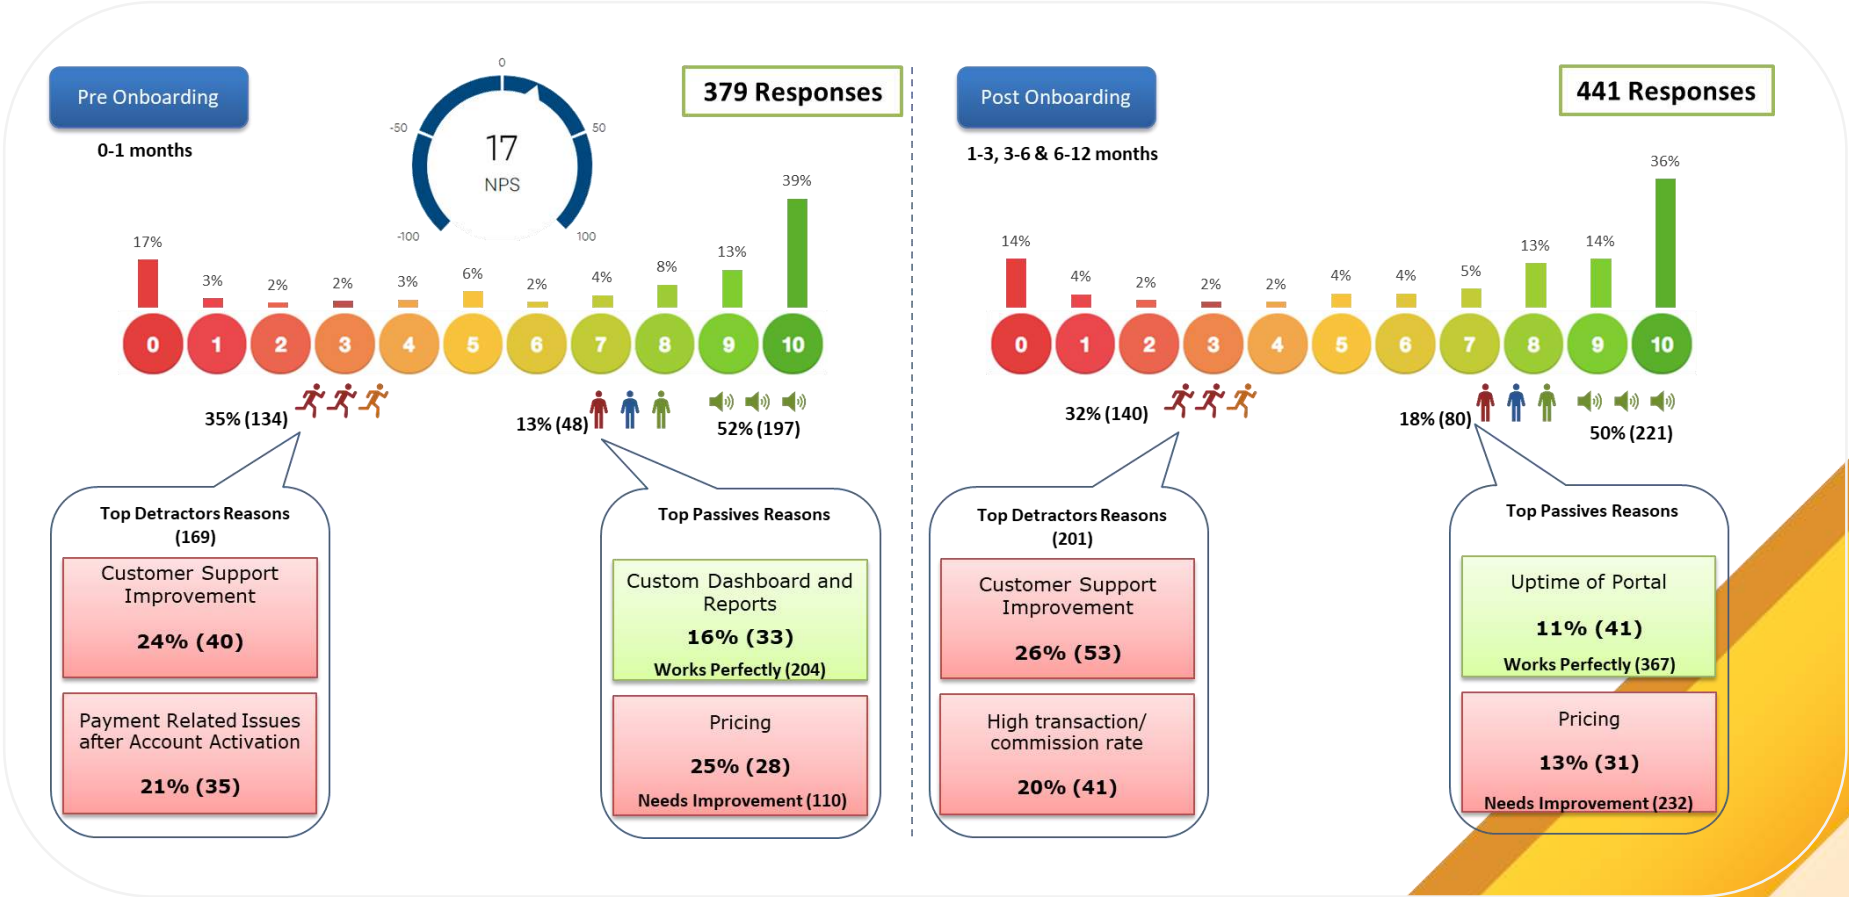 Pre Onboarding
0-1 months
0
-50
50
-100
100
17
NPS
379 Responses
17%
3%
2%
2%
3%
6%
2%
4%
8%
13%
39%
0
1
2
3
4
5
6
7
8
9
10
35% (134)
13% (48)
52% (197)
Top Detractors Reasons
(169)
Customer Support
Improvement
24% (40)
Payment Related Issues
after Account Activation
21% (35)
Top Passives Reasons
Custom Dashboard and
Reports
16% (33)
Works Perfectly (204)
Pricing
25% (28)
Needs Improvement (110)
Post Onboarding
1-3, 3-6 & 6-12 months
441 Responses
14%
4%
2%
2%
2%
4%
4%
5%
13%
14%
36%
0
1
2
3
4
5
6
7
8
9
10
32% (140)
18% (80)
50% (221)
Top Detractors Reasons
(201)
Customer Support
Improvement
26% (53)
High transaction/
commission rate
20% (41)
Top Passives Reasons
Uptime of Portal
11% (41)
Works Perfectly (367)
Pricing
13% (31)
Needs Improvement (232)